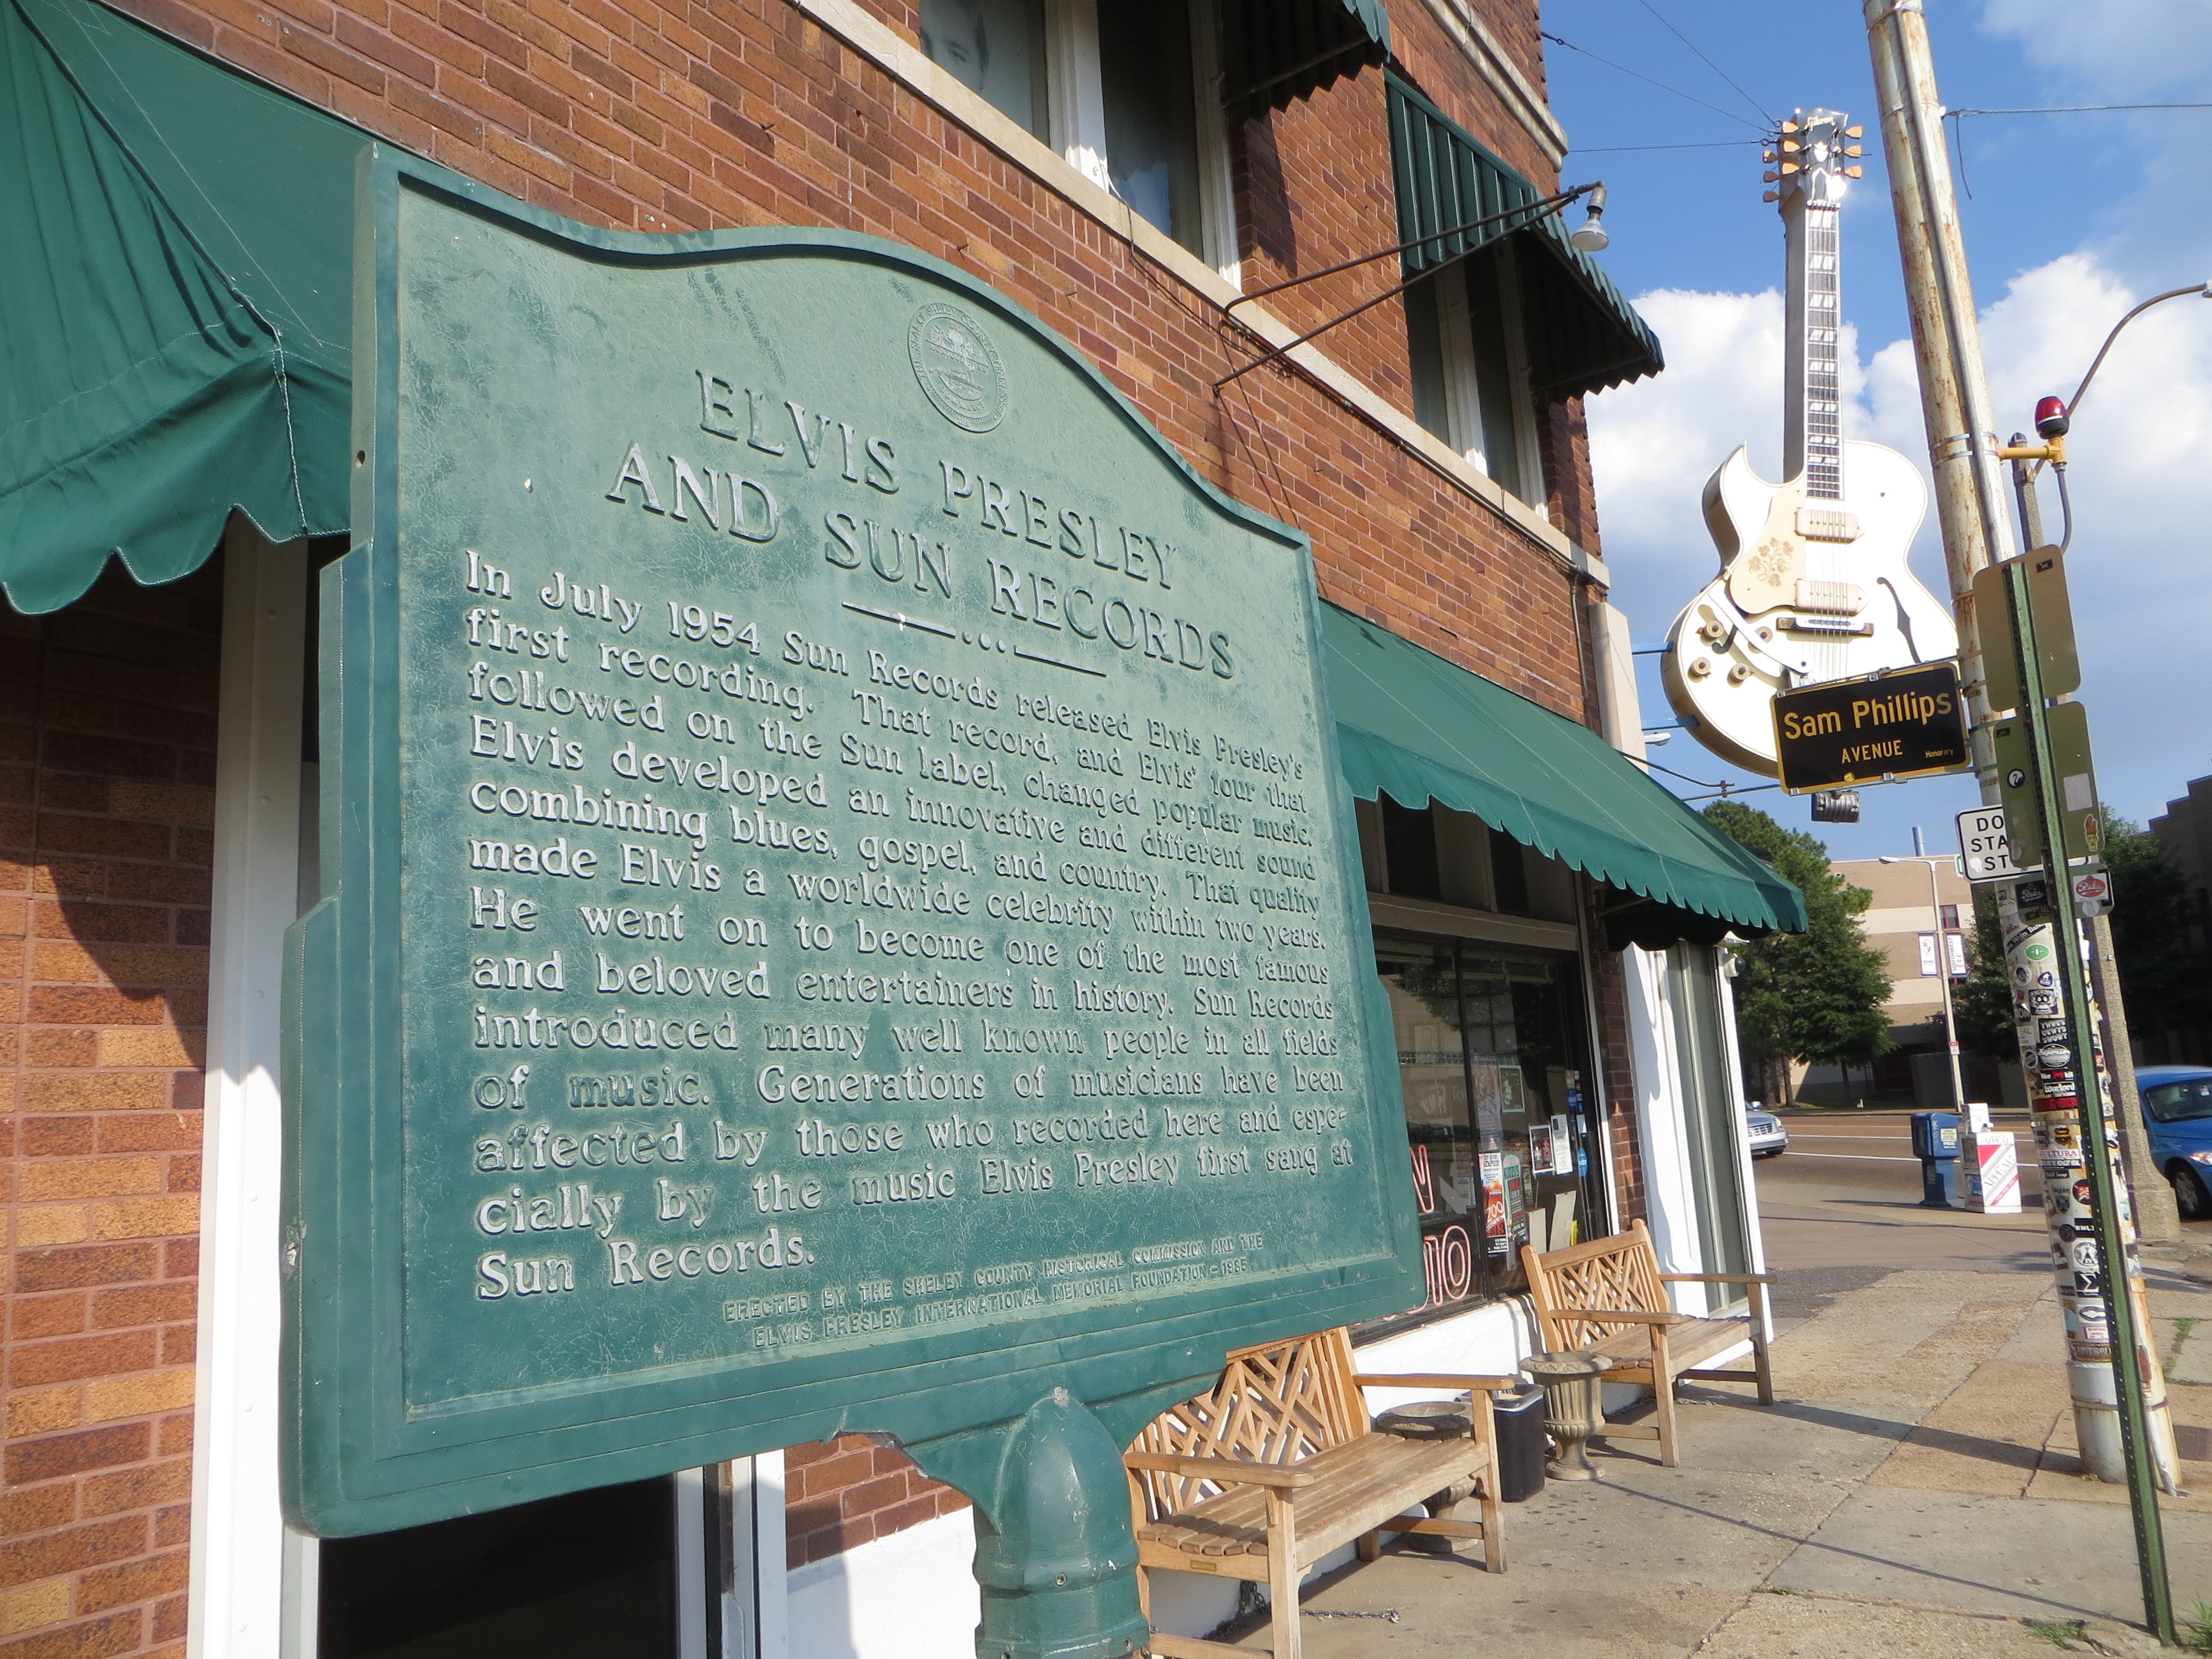 ELVIS PRESLEY
AND SUN RECORDS
In July 1954 Sun Records released Elvis Presley's
first recording. That record, and Elvis' four that
followed on the Sun label, changed popular music.
Elvis developed an innovative and different sound
combining blues, gospel, and country. That quality
made Elvis a worldwide celebrity within two years.
He went on to become one of the most famous
and beloved entertainers in history. Sun Records
introduced many well known people in all fields
of music. Generations of musicians have been
affected by those who recorded here and espe-
cially by the music Elvis Presley first sang at
Sun Records.
ERECTED BY THE SHELBY COUNTY HISTORICAL COMMISSION AND THE
ELVIS PRESLEY INTERNATIONAL MEMORIAL FOUNDATION - 1985
Gibson
Sam Phillips
AVENUE
Honorary
DO
STA
ST